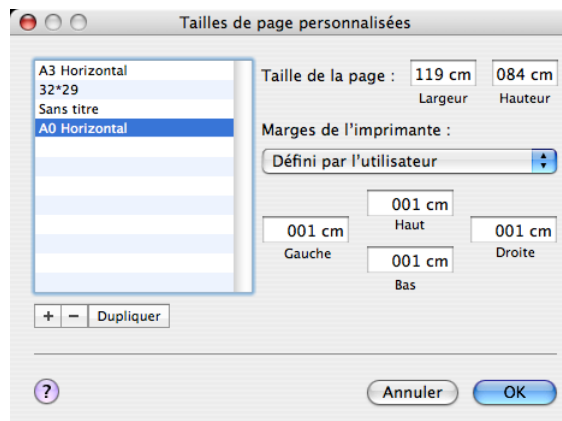 Tailles de page personnalisées
A3 Horizontal
32*29
Sans titre
A0 Horizontal
+ − Dupliquer
Taille de la page : 119 cm 084 cm
Largeur Hauteur
Marges de l'imprimante :
Défini par l'utilisateur
001 cm
Haut
001 cm 001 cm
Gauche Droite
001 cm
Bas
? Annuler OK